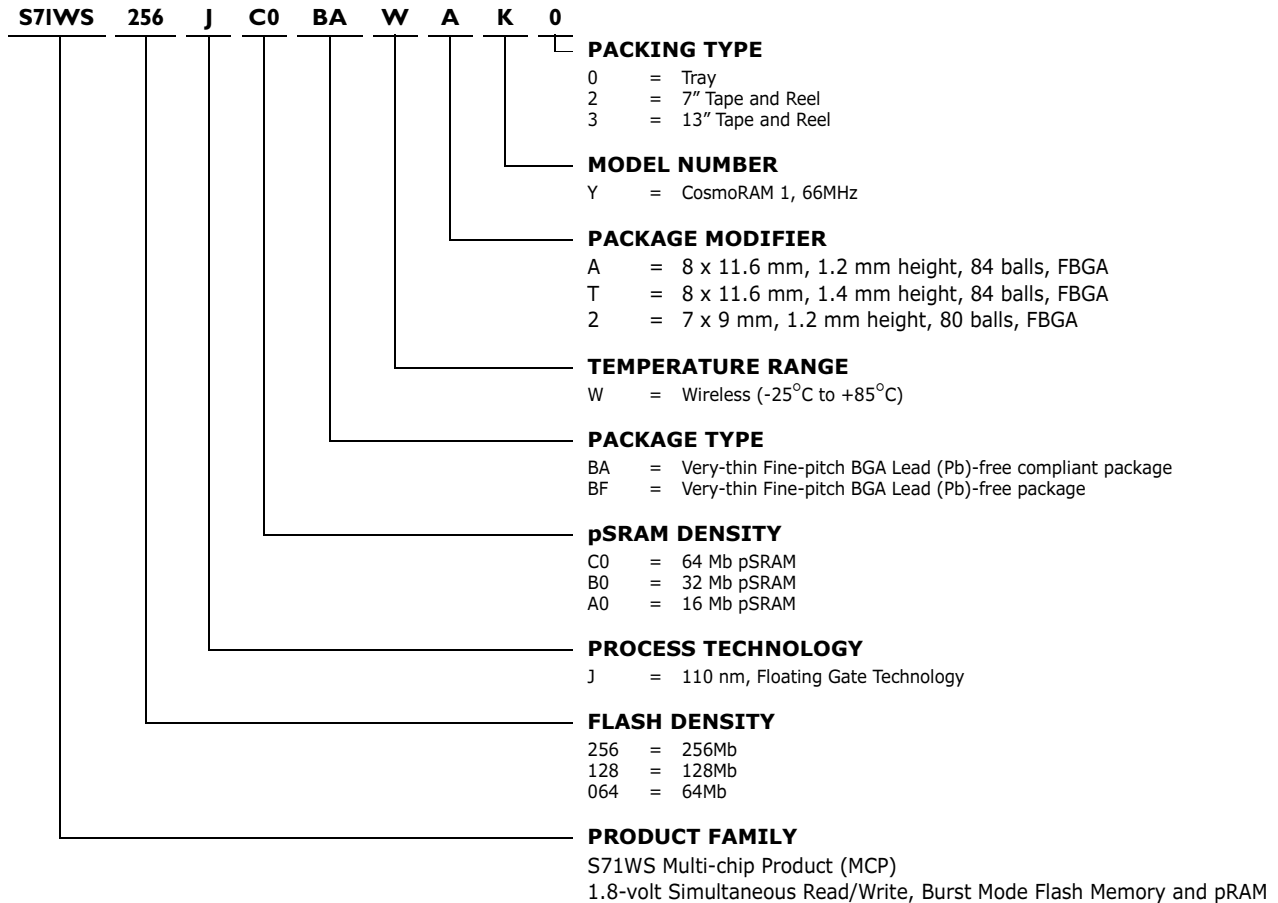 S71WS 256 J C0 BA W A K 0
PACKING TYPE
0 = Tray
2 = 7” Tape and Reel
3 = 13” Tape and Reel
MODEL NUMBER
Y = CosmoRAM 1, 66MHz
PACKAGE MODIFIER
A = 8 x 11.6 mm, 1.2 mm height, 84 balls, FBGA
T = 8 x 11.6 mm, 1.4 mm height, 84 balls, FBGA
2 = 7 x 9 mm, 1.2 mm height, 80 balls, FBGA
TEMPERATURE RANGE
W = Wireless (-25°C to +85°C)
PACKAGE TYPE
BA = Very-thin Fine-pitch BGA Lead (Pb)-free compliant package
BF = Very-thin Fine-pitch BGA Lead (Pb)-free package
pSRAM DENSITY
C0 = 64 Mb pSRAM
B0 = 32 Mb pSRAM
A0 = 16 Mb pSRAM
PROCESS TECHNOLOGY
J = 110 nm, Floating Gate Technology
FLASH DENSITY
256 = 256Mb
128 = 128Mb
064 = 64Mb
PRODUCT FAMILY
S71WS Multi-chip Product (MCP)
1.8-volt Simultaneous Read/Write, Burst Mode Flash Memory and pRAM